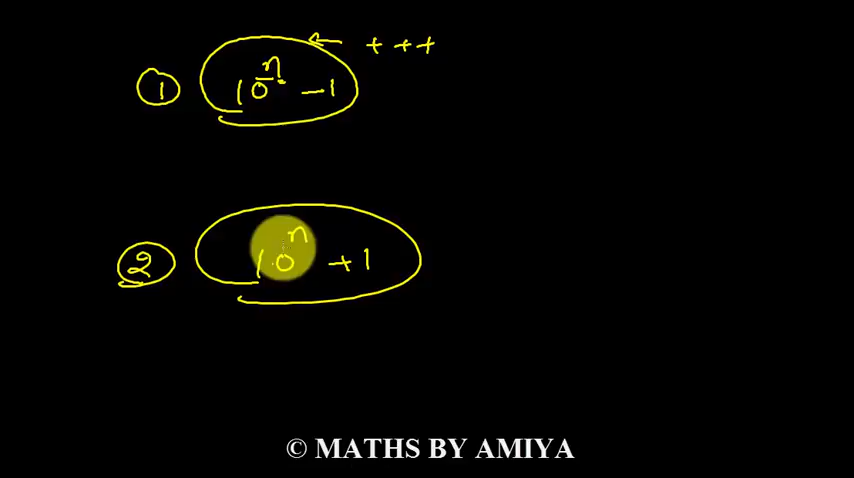 + + +
① 10ⁿ - 1
② 10ⁿ + 1
© MATHS BY AMIYA